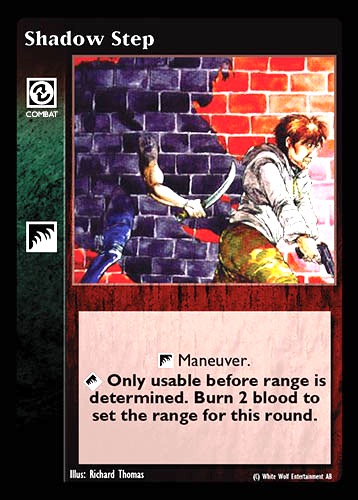 Shadow Step
COMBAT
Maneuver.
Only usable before range is
determined. Burn 2 blood to
set the range for this round.
Illus: Richard Thomas
(C) White Wolf Entertainment AB